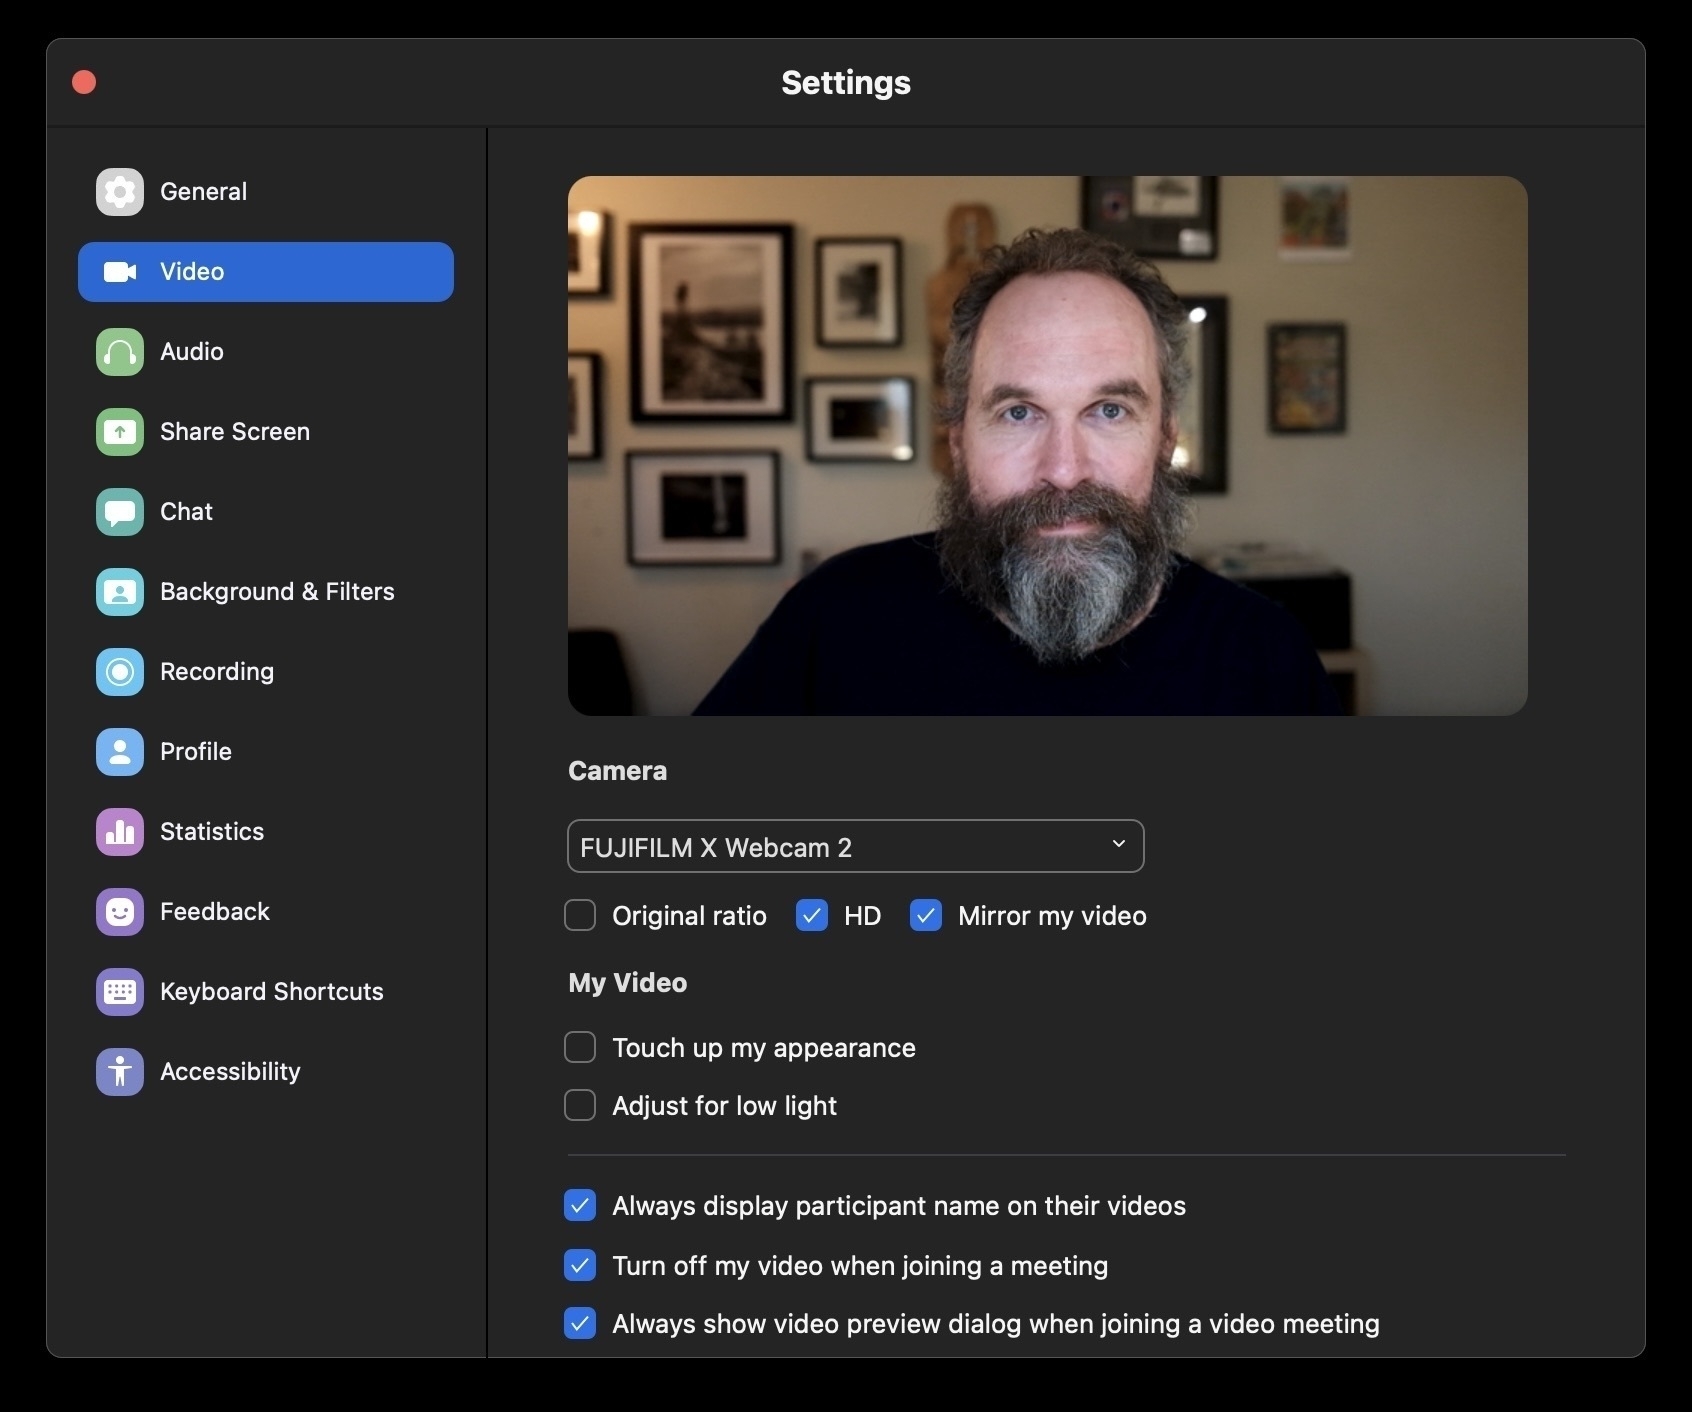 Settings
General
Video
Audio
Share Screen
Chat
Background & Filters
Recording
Profile
Statistics
Feedback
Keyboard Shortcuts
Accessibility
Camera
FUJIFILM X Webcam 2
Original ratio HD Mirror my video
My Video
Touch up my appearance
Adjust for low light
Always display participant name on their videos
Turn off my video when joining a meeting
Always show video preview dialog when joining a video meeting